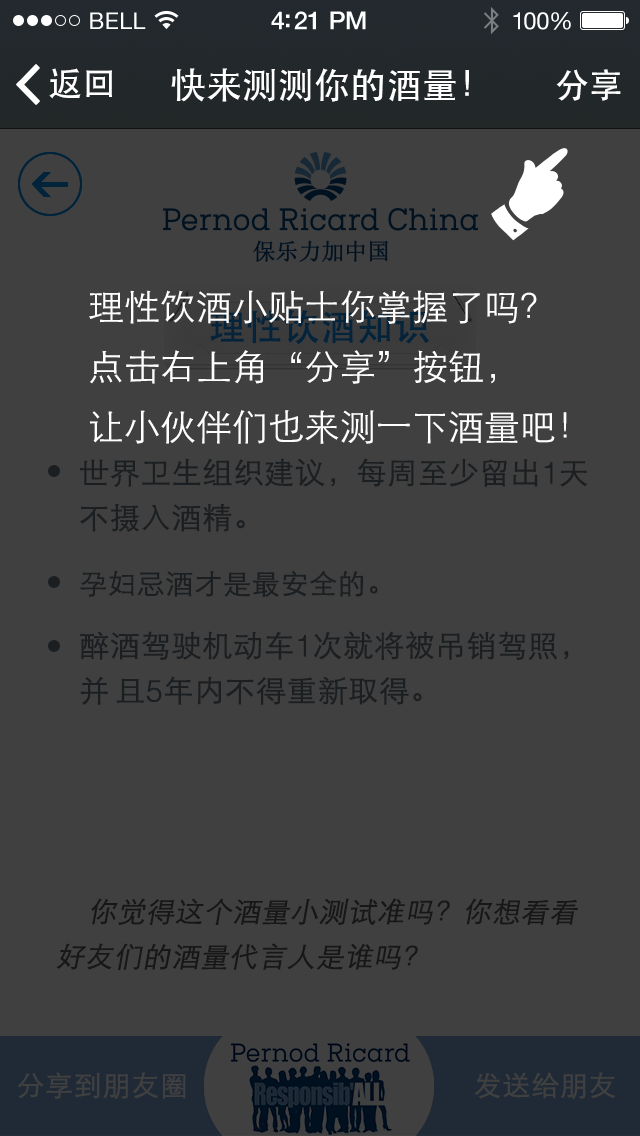 BELL 4:21 PM 100%
返回 快来测测你的酒量！ 分享
Pernod Ricard China
保乐力加中国
理性饮酒知识
理性饮酒小贴士你掌握了吗？
点击右上角“分享”按钮，
让小伙伴们也来测一下酒量吧！
世界卫生组织建议，每周至少留出1天
不摄入酒精。
孕妇忌酒才是最安全的。
醉酒驾驶机动车1次就将被吊销驾照，
并且5年内不得重新取得。
你觉得这个酒量小测试准吗？你想看看
好友们的酒量代言人是谁吗？
Pernod Ricard
分享到朋友圈 ResponsibALL 发送给朋友